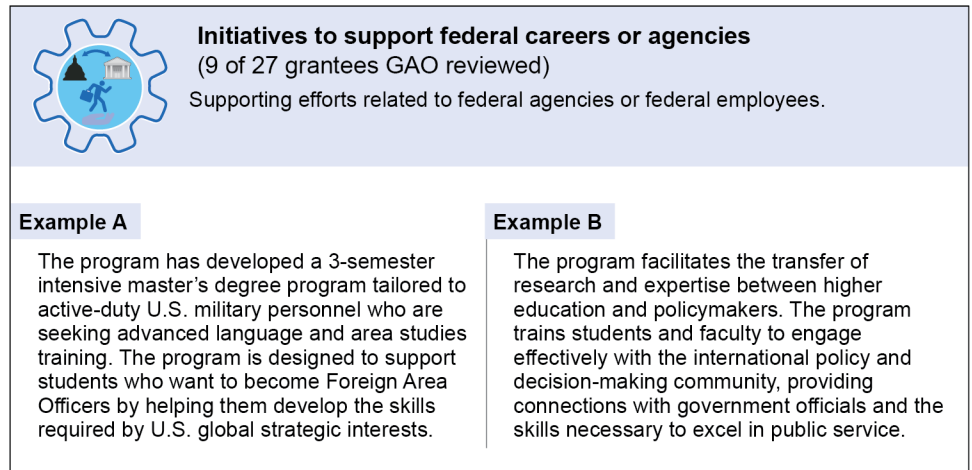 Initiatives to support federal careers or agencies
(9 of 27 grantees GAO reviewed)
Supporting efforts related to federal agencies or federal employees.
Example A
The program has developed a 3-semester
intensive master's degree program tailored to
active-duty U.S. military personnel who are
seeking advanced language and area studies
training. The program is designed to support
students who want to become Foreign Area
Officers by helping them develop the skills
required by U.S. global strategic interests.
Example B
The program facilitates the transfer of
research and expertise between higher
education and policymakers. The program
trains students and faculty to engage
effectively with the international policy and
decision-making community, providing
connections with government officials and the
skills necessary to excel in public service.